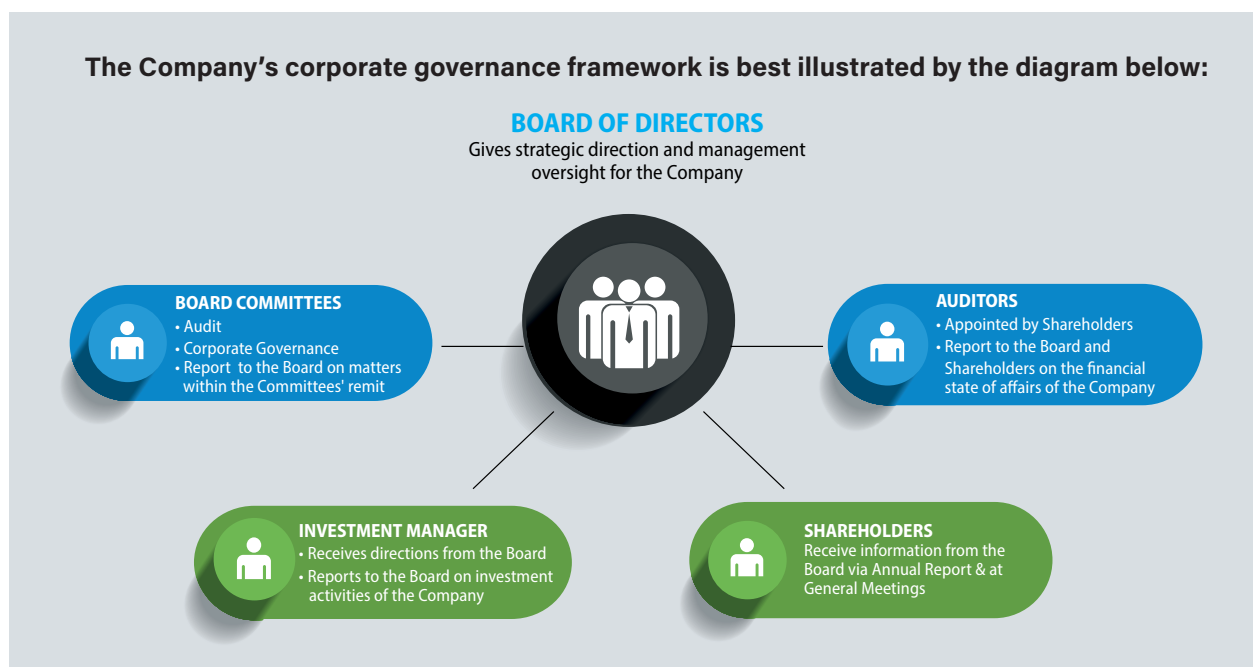 The Company's corporate governance framework is best illustrated by the diagram below:
BOARD OF DIRECTORS
Gives strategic direction and management
oversight for the Company
BOARD COMMITTEES
• Audit
• Corporate Governance
• Report to the Board on matters
within the Committees' remit
AUDITORS
• Appointed by Shareholders
• Report to the Board and
Shareholders on the financial
state of affairs of the Company
INVESTMENT MANAGER
• Receives directions from the Board
• Reports to the Board on investment
activities of the Company
SHAREHOLDERS
Receive information from the
Board via Annual Report & at
General Meetings